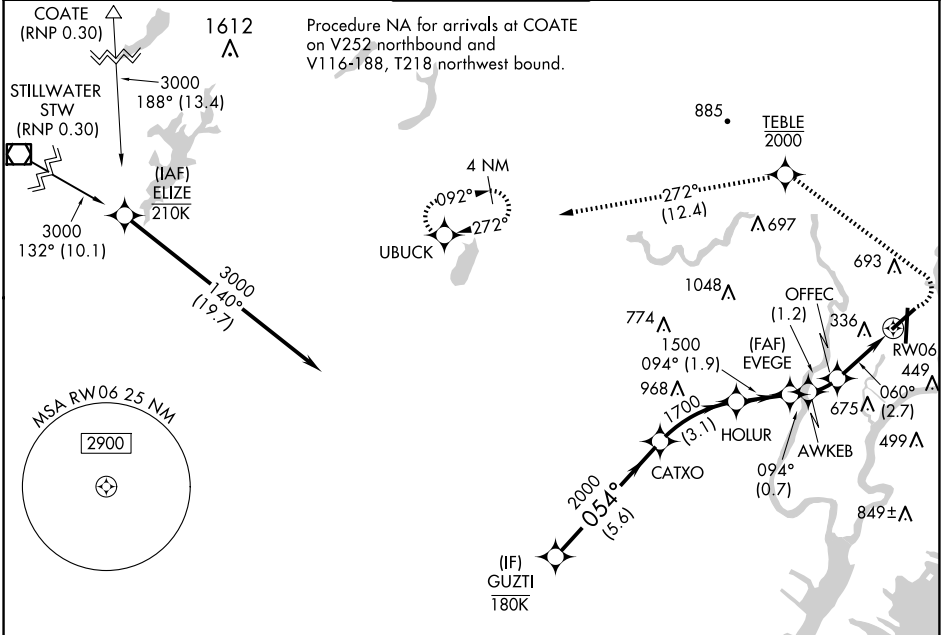 COATE
(RNP 0.30)
1612
Procedure NA for arrivals at COATE
on V252 northbound and
V116-188, T218 northwest bound.
3000
188° (13.4)
STILLWATER
STW
(RNP 0.30)
(IAF)
ELIZE
210K
3000
132° (10.1)
3000
140°
(19.7)
885
TEBLE
2000
4 NM
092°
272°
UBUCK
272°
(12.4)
697
693
1048
OFFEC
(1.2)
336
774
1500
094° (1.9)
(FAF)
EVEGE
RW06
449
968
1700
(3.1)
HOLUR
060°
(2.7)
675
AWKEB
499
CATXO
094°
(0.7)
2000
054°
(5.6)
849±
(IF)
GUZTI
180K
MSA RW06 25 NM
2900